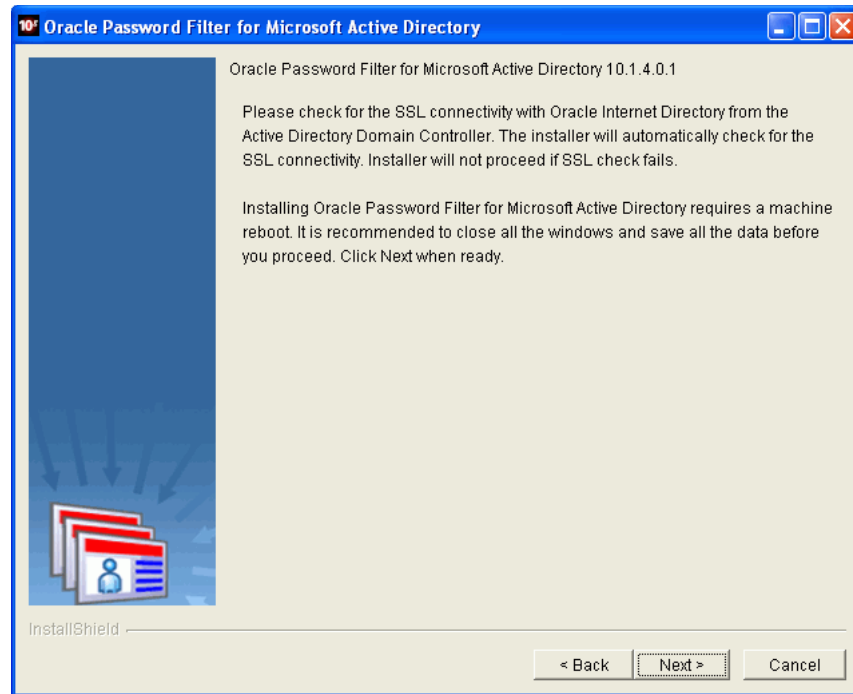 10g Oracle Password Filter for Microsoft Active Directory
Oracle Password Filter for Microsoft Active Directory 10.1.4.0.1
Please check for the SSL connectivity with Oracle Internet Directory from the
Active Directory Domain Controller. The installer will automatically check for the
SSL connectivity. Installer will not proceed if SSL check fails.
Installing Oracle Password Filter for Microsoft Active Directory requires a machine
reboot. It is recommended to close all the windows and save all the data before
you proceed. Click Next when ready.
InstallShield
< Back
Next >
Cancel